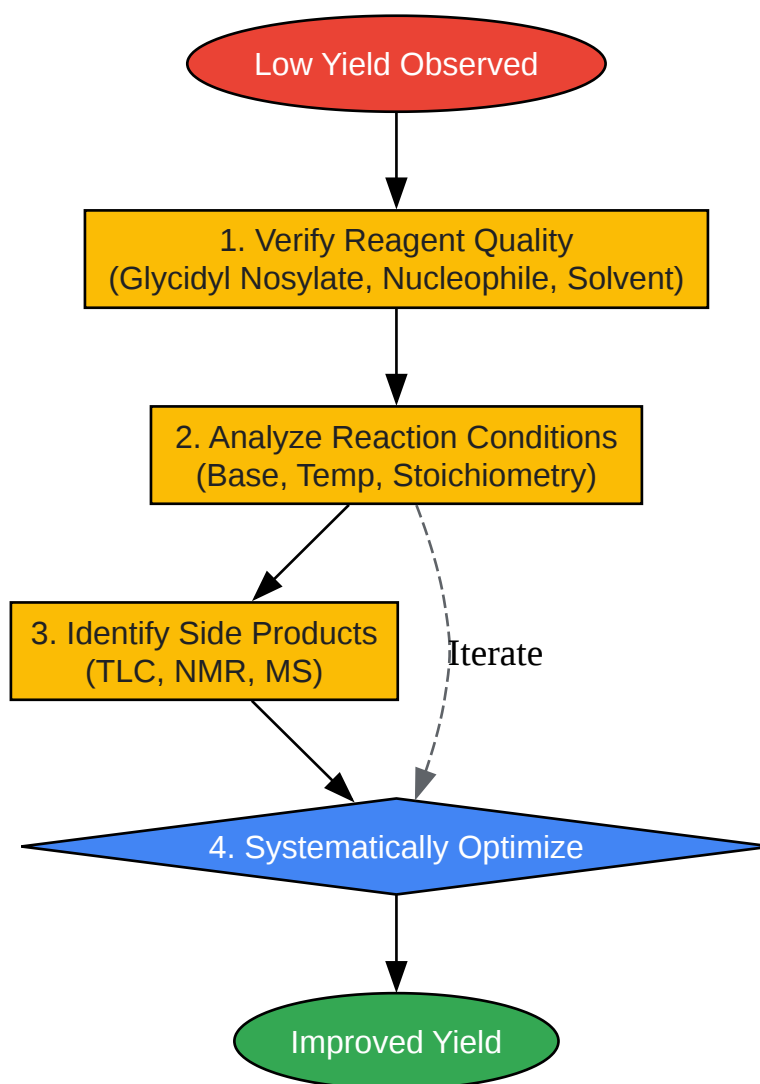 Low Yield Observed
1. Verify Reagent Quality
(Glycidyl Nosylate, Nucleophile, Solvent)
2. Analyze Reaction Conditions
(Base, Temp, Stoichiometry)
3. Identify Side Products
(TLC, NMR, MS)
Iterate
4. Systematically Optimize
Improved Yield